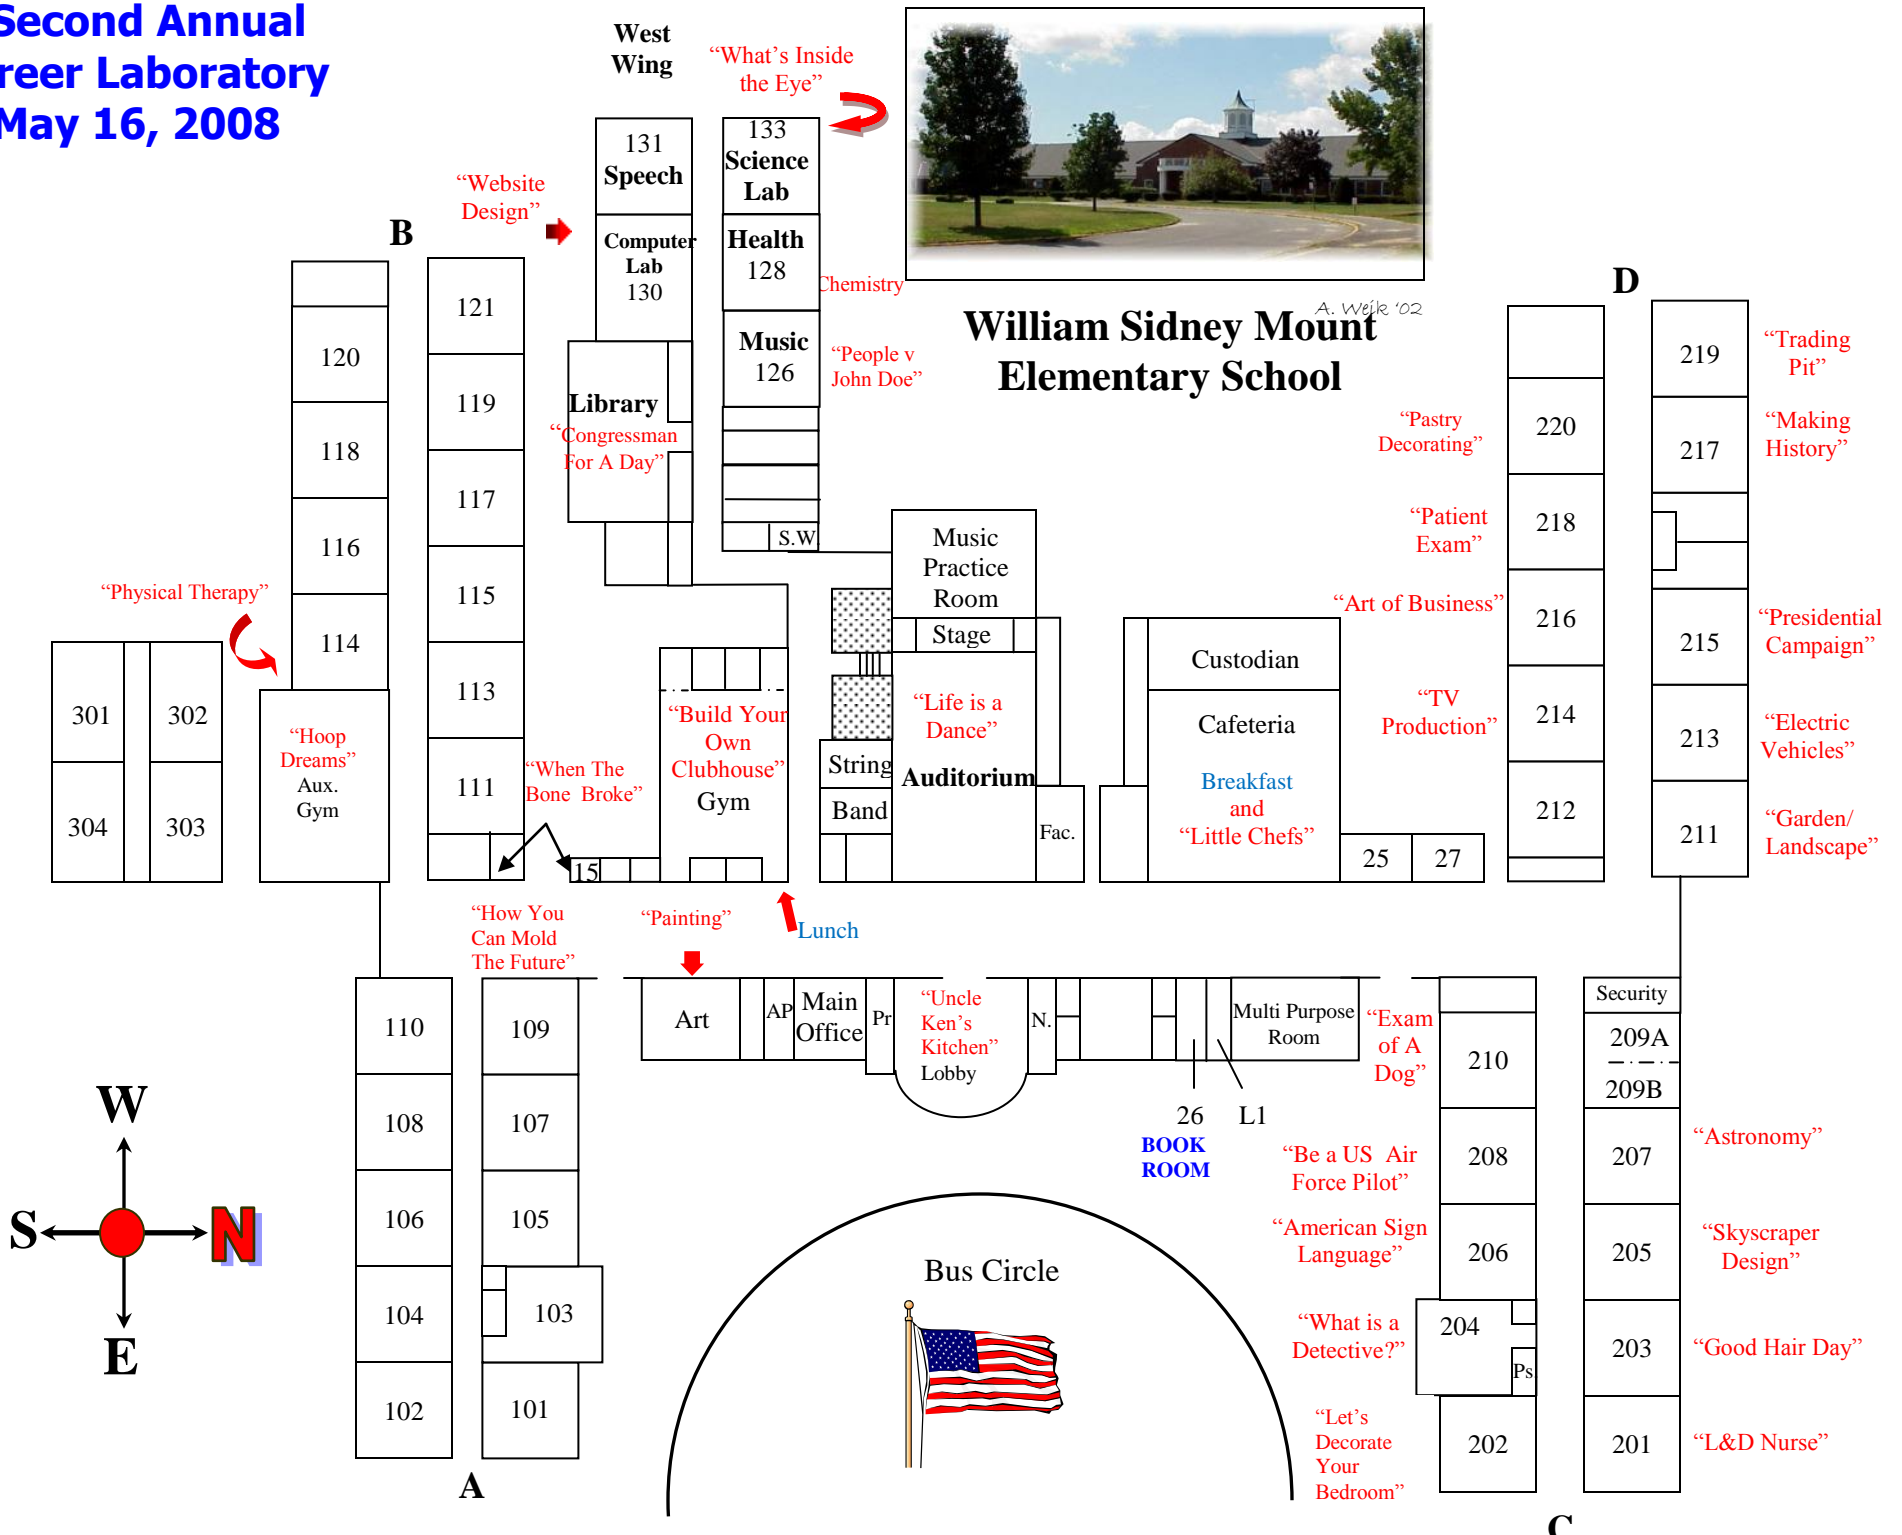 Second Annual
reer Laboratory
May 16, 2008
West
Wing
“What’s Inside
the Eye”
131
Speech
133
Science
Lab
“Website
Design”
B
Computer
Lab
130
Health
128
Chemistry
A. Weik ‘02
William Sidney Mount
Elementary School
Music
126
“People v
John Doe”
Library
“Congressman
For A Day”
121
120
119
118
117
116
115
114
113
111
S.W.
Music
Practice
Room
Stage
“Physical Therapy”
301
302
304
303
“Hoop
Dreams”
Aux.
Gym
“When The
Bone Broke”
15
“Build Your
Own
Clubhouse”
Gym
String
Band
“Life is a
Dance”
Auditorium
Fac.
Custodian
Cafeteria
Breakfast
and
“Little Chefs”
25
27
D
219
“Trading
Pit”
“Pastry
Decorating”
220
217
“Making
History”
“Patient
Exam”
218
“Art of Business”
216
215
“Presidential
Campaign”
“TV
Production”
214
213
“Electric
Vehicles”
212
211
“Garden/
Landscape”
“How You
Can Mold
The Future”
“Painting”
Lunch
110
109
108
107
106
105
104
103
102
101
A
Art
AP
Main
Office
Pr
“Uncle
Ken’s
Kitchen”
Lobby
N.
Multi Purpose
Room
26
L1
BOOK
ROOM
“Exam
of A
Dog”
210
Security
209A
209B
“Be a US Air
Force Pilot”
208
207
“Astronomy”
“American Sign
Language”
206
205
“Skyscraper
Design”
“What is a
Detective?”
204
Ps
203
“Good Hair Day”
“Let’s
Decorate
Your
Bedroom”
202
201
“L&D Nurse”
C
Bus Circle
W
S
N
E